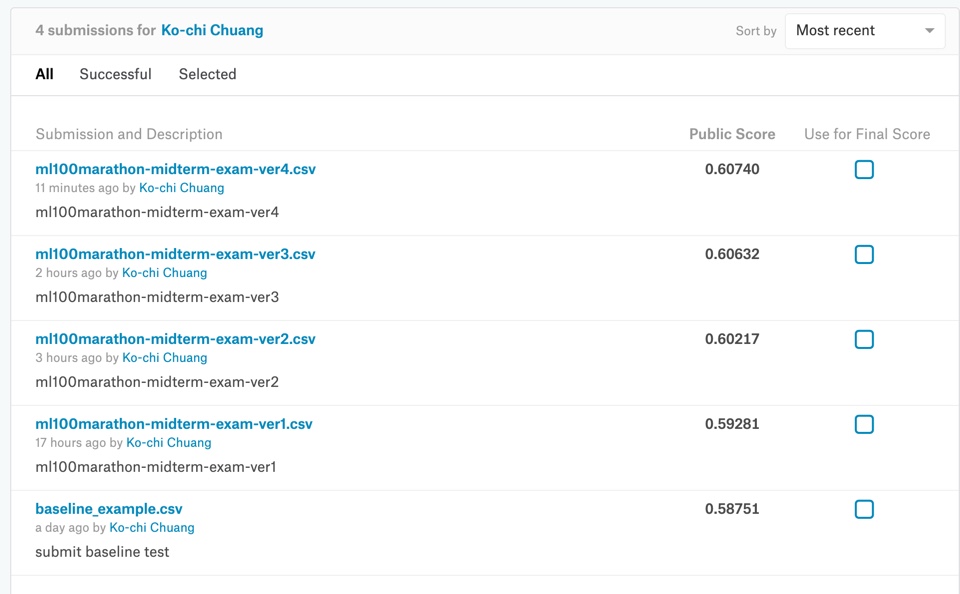 4 submissions for Ko-chi Chuang Sort by Most recent
All Successful Selected
Submission and Description Public Score Use for Final Score
ml100marathon-midterm-exam-ver4.csv 0.60740
11 minutes ago by Ko-chi Chuang
ml100marathon-midterm-exam-ver4
ml100marathon-midterm-exam-ver3.csv 0.60632
2 hours ago by Ko-chi Chuang
ml100marathon-midterm-exam-ver3
ml100marathon-midterm-exam-ver2.csv 0.60217
3 hours ago by Ko-chi Chuang
ml100marathon-midterm-exam-ver2
ml100marathon-midterm-exam-ver1.csv 0.59281
17 hours ago by Ko-chi Chuang
ml100marathon-midterm-exam-ver1
baseline_example.csv 0.58751
a day ago by Ko-chi Chuang
submit baseline test